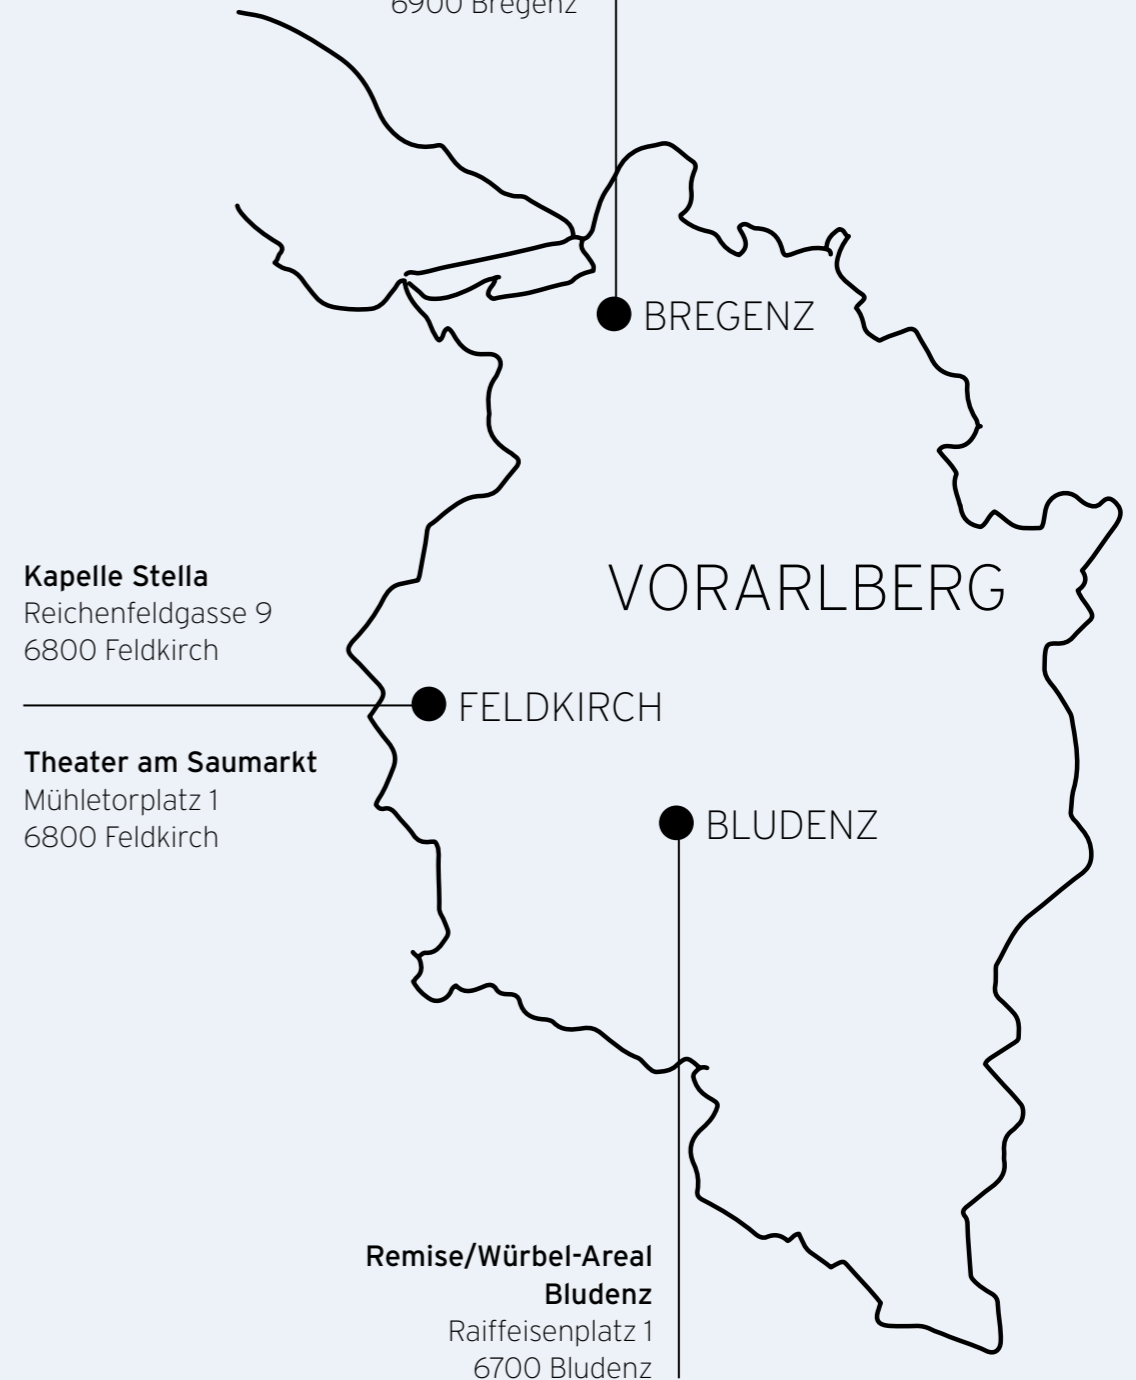 6900 Bregenz
BREGENZ
Kapelle Stella
Reichenfeldgasse 9
6800 Feldkirch
VORARLBERG
FELDKIRCH
Theater am Saumarkt
Mühletorplatz 1
6800 Feldkirch
BLUDENZ
Remise/Würbel-Areal
Bludenz
Raiffeisenplatz 1
6700 Bludenz